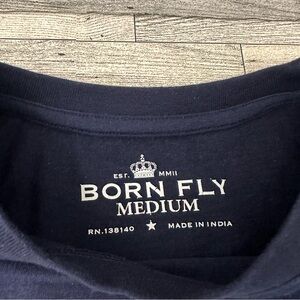 EST. MMII
BORN FLY
MEDIUM
RN.138140 ★ MADE IN INDIA